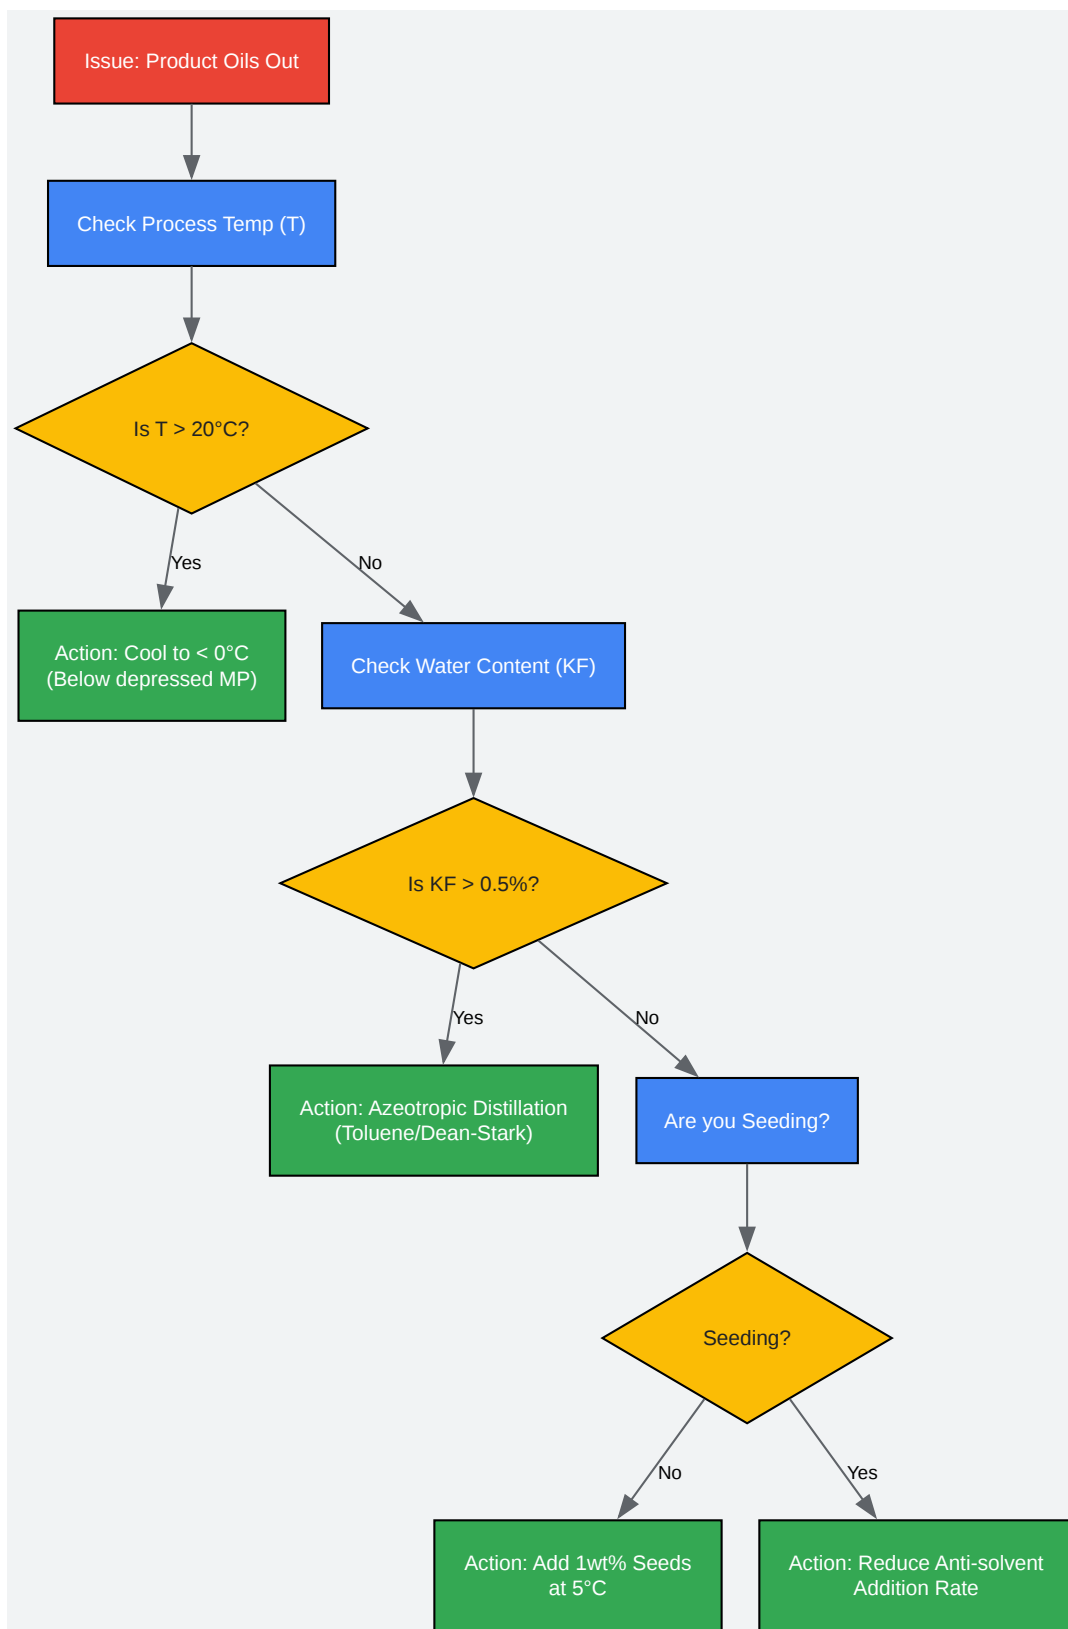 Issue: Product Oils Out
Check Process Temp (T)
Is T > 20°C?
Yes
No
Action: Cool to < 0°C
(Below depressed MP)
Check Water Content (KF)
Is KF > 0.5%?
Yes
No
Action: Azeotropic Distillation
(Toluene/Dean-Stark)
Are you Seeding?
Seeding?
No
Yes
Action: Add 1wt% Seeds
at 5°C
Action: Reduce Anti-solvent
Addition Rate